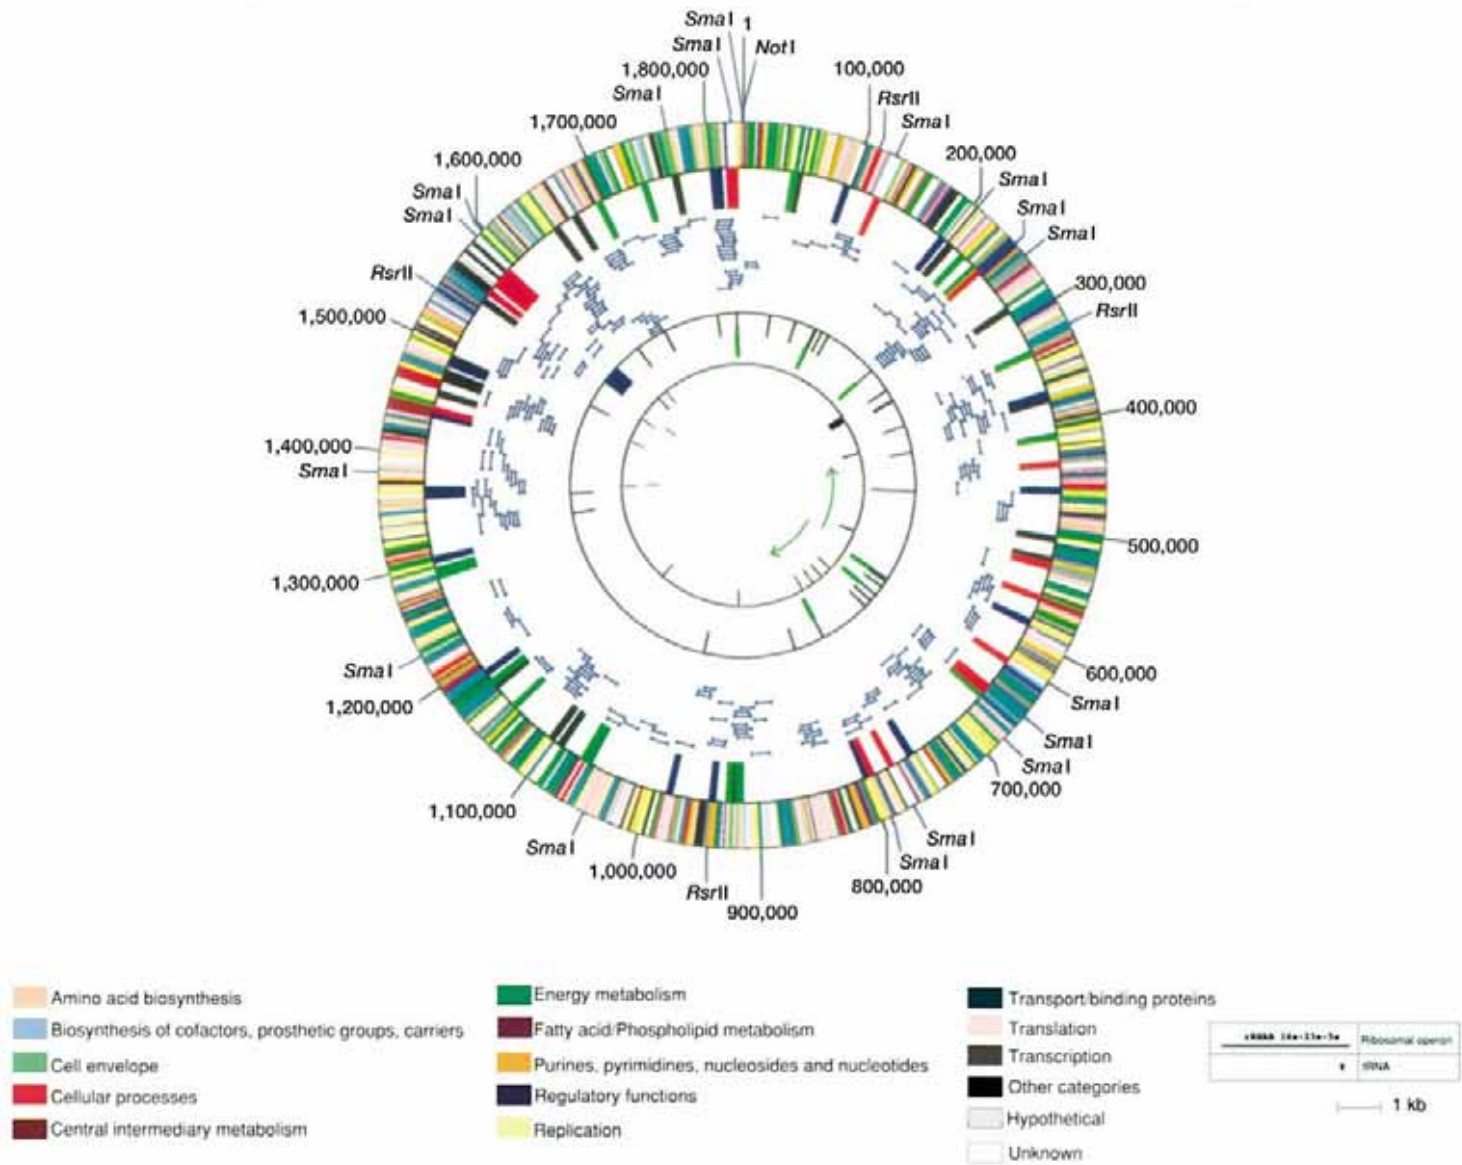 SmaI 1
SmaI NotI
1,800,000 100,000
SmaI RsrII
1,700,000 SmaI
1,600,000 200,000
SmaI SmaI
SmaI SmaI
SmaI
RsrII 300,000
1,500,000 RsrII
400,000
1,400,000
SmaI
500,000
1,300,000
SmaI 600,000
1,200,000 SmaI
SmaI
SmaI
700,000
1,100,000
SmaI SmaI
1,000,000 SmaI
RsrII 800,000
900,000
Amino acid biosynthesis
Biosynthesis of cofactors, prosthetic groups, carriers
Cell envelope
Cellular processes
Central intermediary metabolism
Energy metabolism
Fatty acid/Phospholipid metabolism
Purines, pyrimidines, nucleosides and nucleotides
Regulatory functions
Replication
Transport/binding proteins
Translation
Transcription
Other categories
Hypothetical
Unknown
Ribosomal operon
tRNA
1 kb